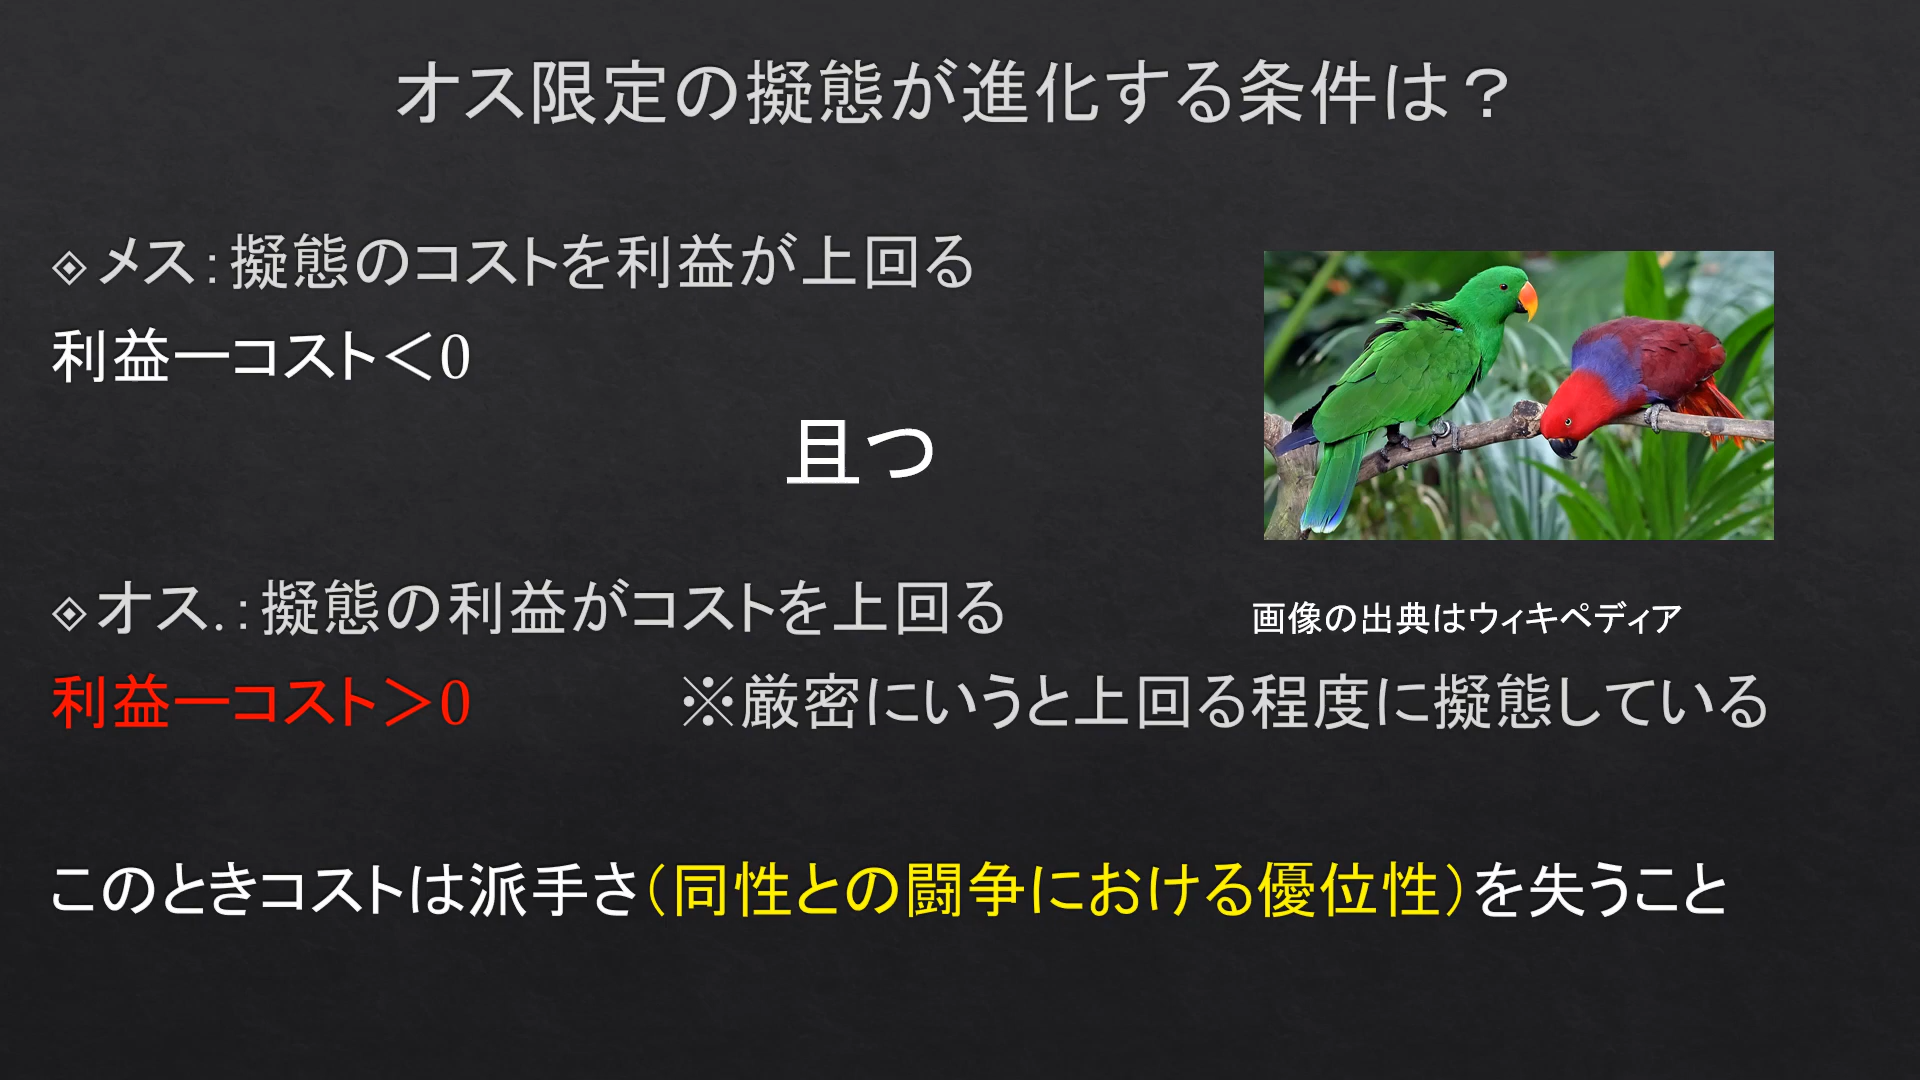 オス限定の擬態が進化する条件は？
メス：擬態のコストを利益が上回る
利益ーコスト＜0
且つ
オス.：擬態の利益がコストを上回る
画像の出典はウィキペディア
利益ーコスト＞0 ※厳密にいうと上回る程度に擬態している
このときコストは派手さ（同性との闘争における優位性）を失うこと